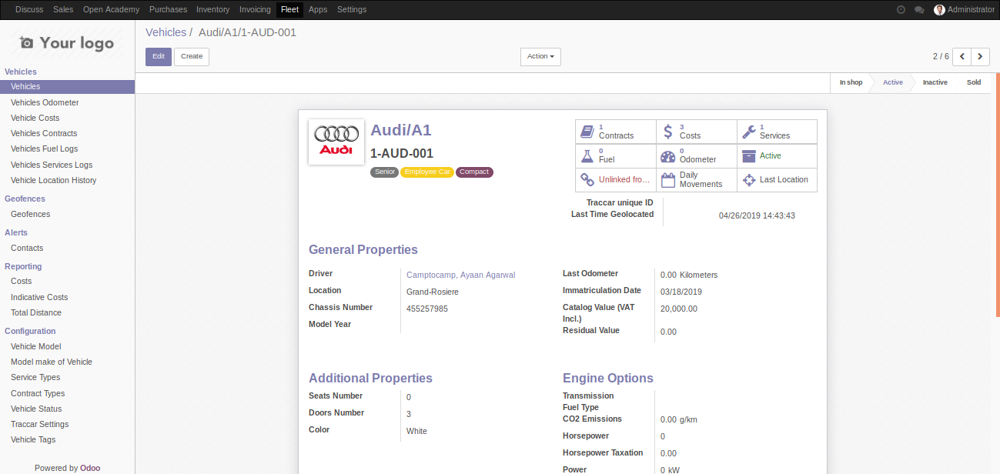 Discuss Sales Open Academy Purchases Inventory Invoicing Fleet Apps Settings Administrator
Your logo
Vehicles
Vehicles
Vehicles Odometer
Vehicle Costs
Vehicles Contracts
Vehicles Fuel Logs
Vehicles Services Logs
Vehicle Location History
Geofences
Geofences
Alerts
Contacts
Reporting
Costs
Indicative Costs
Total Distance
Configuration
Vehicle Model
Model make of Vehicle
Service Types
Contract Types
Vehicle Status
Traccar Settings
Vehicle Tags
Powered by Odoo
Vehicles / Audi/A1/1-AUD-001
Edit Create Action 2 / 6
In shop Active Inactive Sold
Audi
Audi/A1
1-AUD-001
Senior Employee Car Compact
1 Contracts
3 Costs
1 Services
0 Fuel
0 Odometer
Active
Unlinked fro...
Daily Movements
Last Location
Traccar unique ID
Last Time Geolocated 04/26/2019 14:43:43
General Properties
Driver Camptocamp, Ayaan Agarwal
Location Grand-Rosiere
Chassis Number 455257985
Model Year
Last Odometer 0.00 Kilometers
Immatriculation Date 03/18/2019
Catalog Value (VAT Incl.) 20,000.00
Residual Value 0.00
Additional Properties
Seats Number 0
Doors Number 3
Color White
Engine Options
Transmission
Fuel Type
CO2 Emissions 0.00 g/km
Horsepower 0
Horsepower Taxation 0.00
Power 0 kW